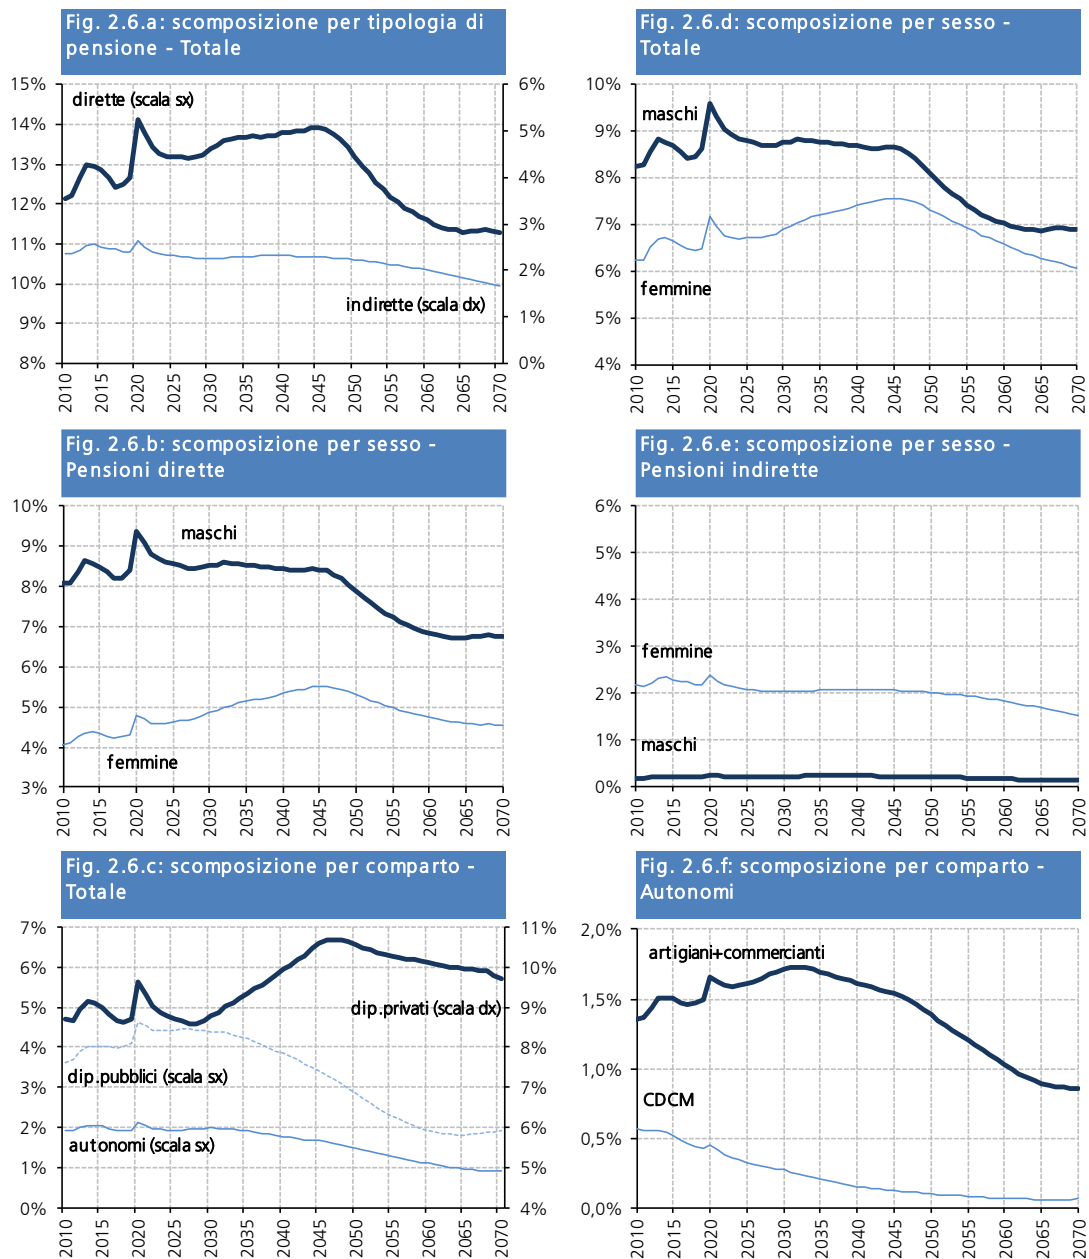 Fig. 2.6.a: scomposizione per tipologia di
pensione - Totale
15%
14%
13%
12%
11%
10%
9%
8%
6%
5%
4%
3%
2%
1%
0%
dirette (scala sx)
indirette (scala dx)
2010 2015 2020 2025 2030 2035 2040 2045 2050 2055 2060 2065 2070
Fig. 2.6.d: scomposizione per sesso -
Totale
10%
9%
8%
7%
6%
5%
4%
maschi
femmine
2010 2015 2020 2025 2030 2035 2040 2045 2050 2055 2060 2065 2070
Fig. 2.6.b: scomposizione per sesso -
Pensioni dirette
10%
9%
8%
7%
6%
5%
4%
3%
maschi
femmine
2010 2015 2020 2025 2030 2035 2040 2045 2050 2055 2060 2065 2070
Fig. 2.6.e: scomposizione per sesso -
Pensioni indirette
6%
5%
4%
3%
2%
1%
0%
femmine
maschi
2010 2015 2020 2025 2030 2035 2040 2045 2050 2055 2060 2065 2070
Fig. 2.6.c: scomposizione per comparto -
Totale
7%
6%
5%
4%
3%
2%
1%
0%
11%
10%
9%
8%
7%
6%
5%
4%
dip.privati (scala dx)
dip.pubblici (scala sx)
autonomi (scala sx)
2010 2015 2020 2025 2030 2035 2040 2045 2050 2055 2060 2065 2070
Fig. 2.6.f: scomposizione per comparto -
Autonomi
2,0%
1,5%
1,0%
0,5%
0,0%
artigiani+commercianti
CDCM
2010 2015 2020 2025 2030 2035 2040 2045 2050 2055 2060 2065 2070